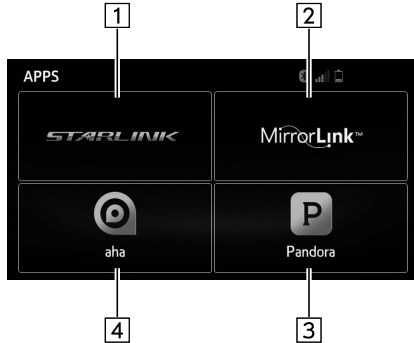 1 2
APPS
STARLINK MirrorLink™
P
aha Pandora
4 3